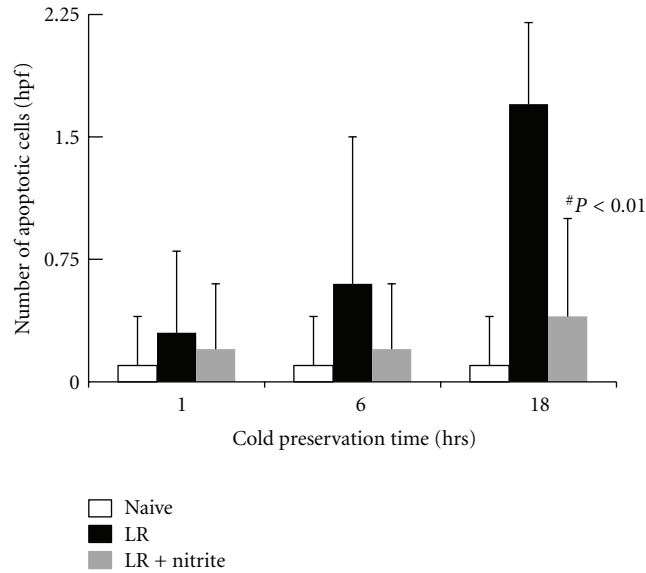 Number of apoptotic cells (hpf)
2.25
1.5
0.75
0
#P < 0.01
1
6
18
Cold preservation time (hrs)
Naive
LR
LR + nitrite